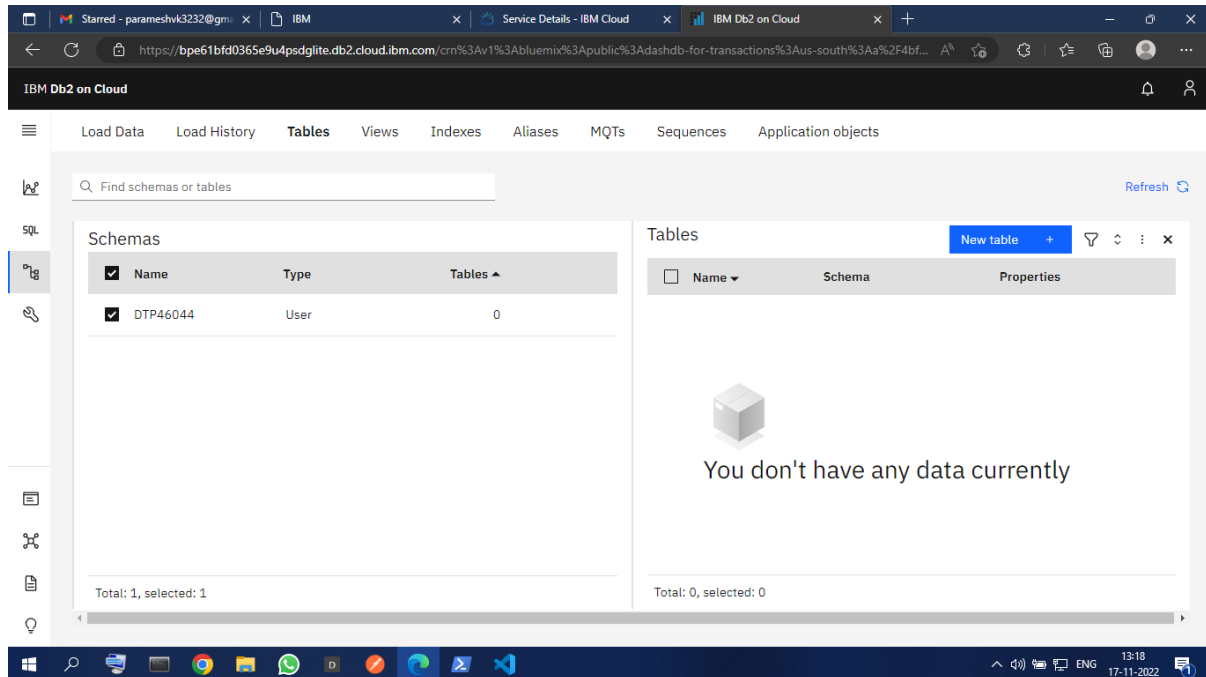 Starred - parameshvk3232@gma
IBM
Service Details - IBM Cloud
IBM Db2 on Cloud
https://bpe61bfd0365e9u4psdglite.db2.cloud.ibm.com/crn%3Av1%3Abluemix%3Apublic%3Adashdb-for-transactions%3Aus-south%3Aa%2F4bf...
IBM Db2 on Cloud
Load Data Load History Tables Views Indexes Aliases MQTs Sequences Application objects
Find schemas or tables
Refresh
SQL
Schemas
Name Type Tables
DTP46044 User 0
Total: 1, selected: 1
Tables
New table +
Name Schema Properties
You don't have any data currently
Total: 0, selected: 0
D
ENG
13:18
17-11-2022
1